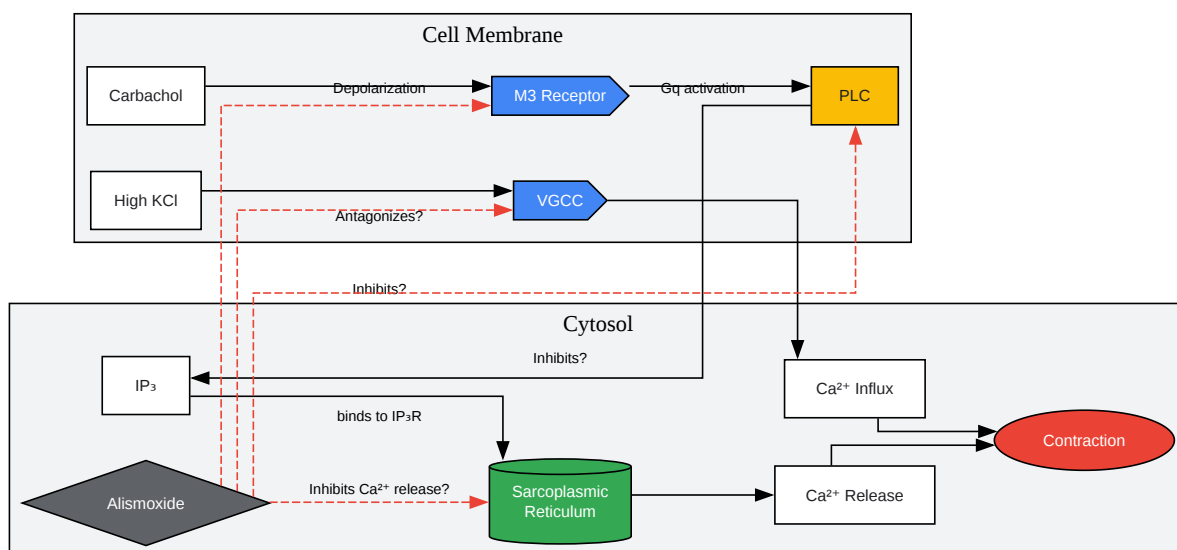 Cell Membrane
Carbachol
Depolarization
M3 Receptor
Gq activation
PLC
High KCl
Antagonizes?
VGCC
Inhibits?
Cytosol
Inhibits?
IP₃
binds to IP₃R
Ca²⁺ Influx
Contraction
Alismoxide
Inhibits Ca²⁺ release?
Sarcoplasmic
Reticulum
Ca²⁺ Release